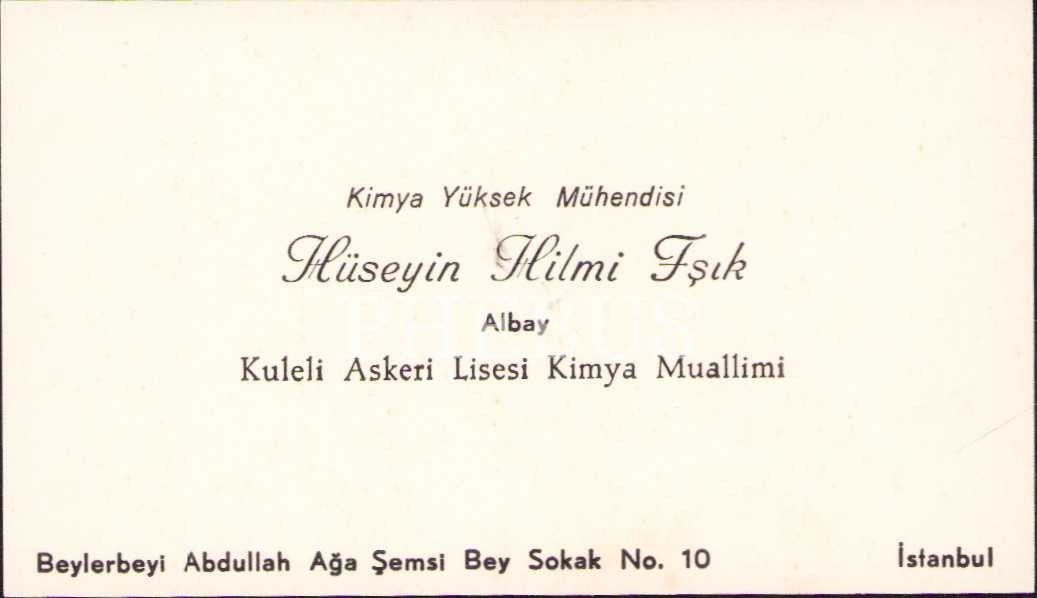 Kimya Yüksek Mühendisi
Hüseyin Hilmi Işık
Albay
Kuleli Askeri Lisesi Kimya Muallimi
Beylerbeyi Abdullah Ağa Şemsi Bey Sokak No. 10 İstanbul